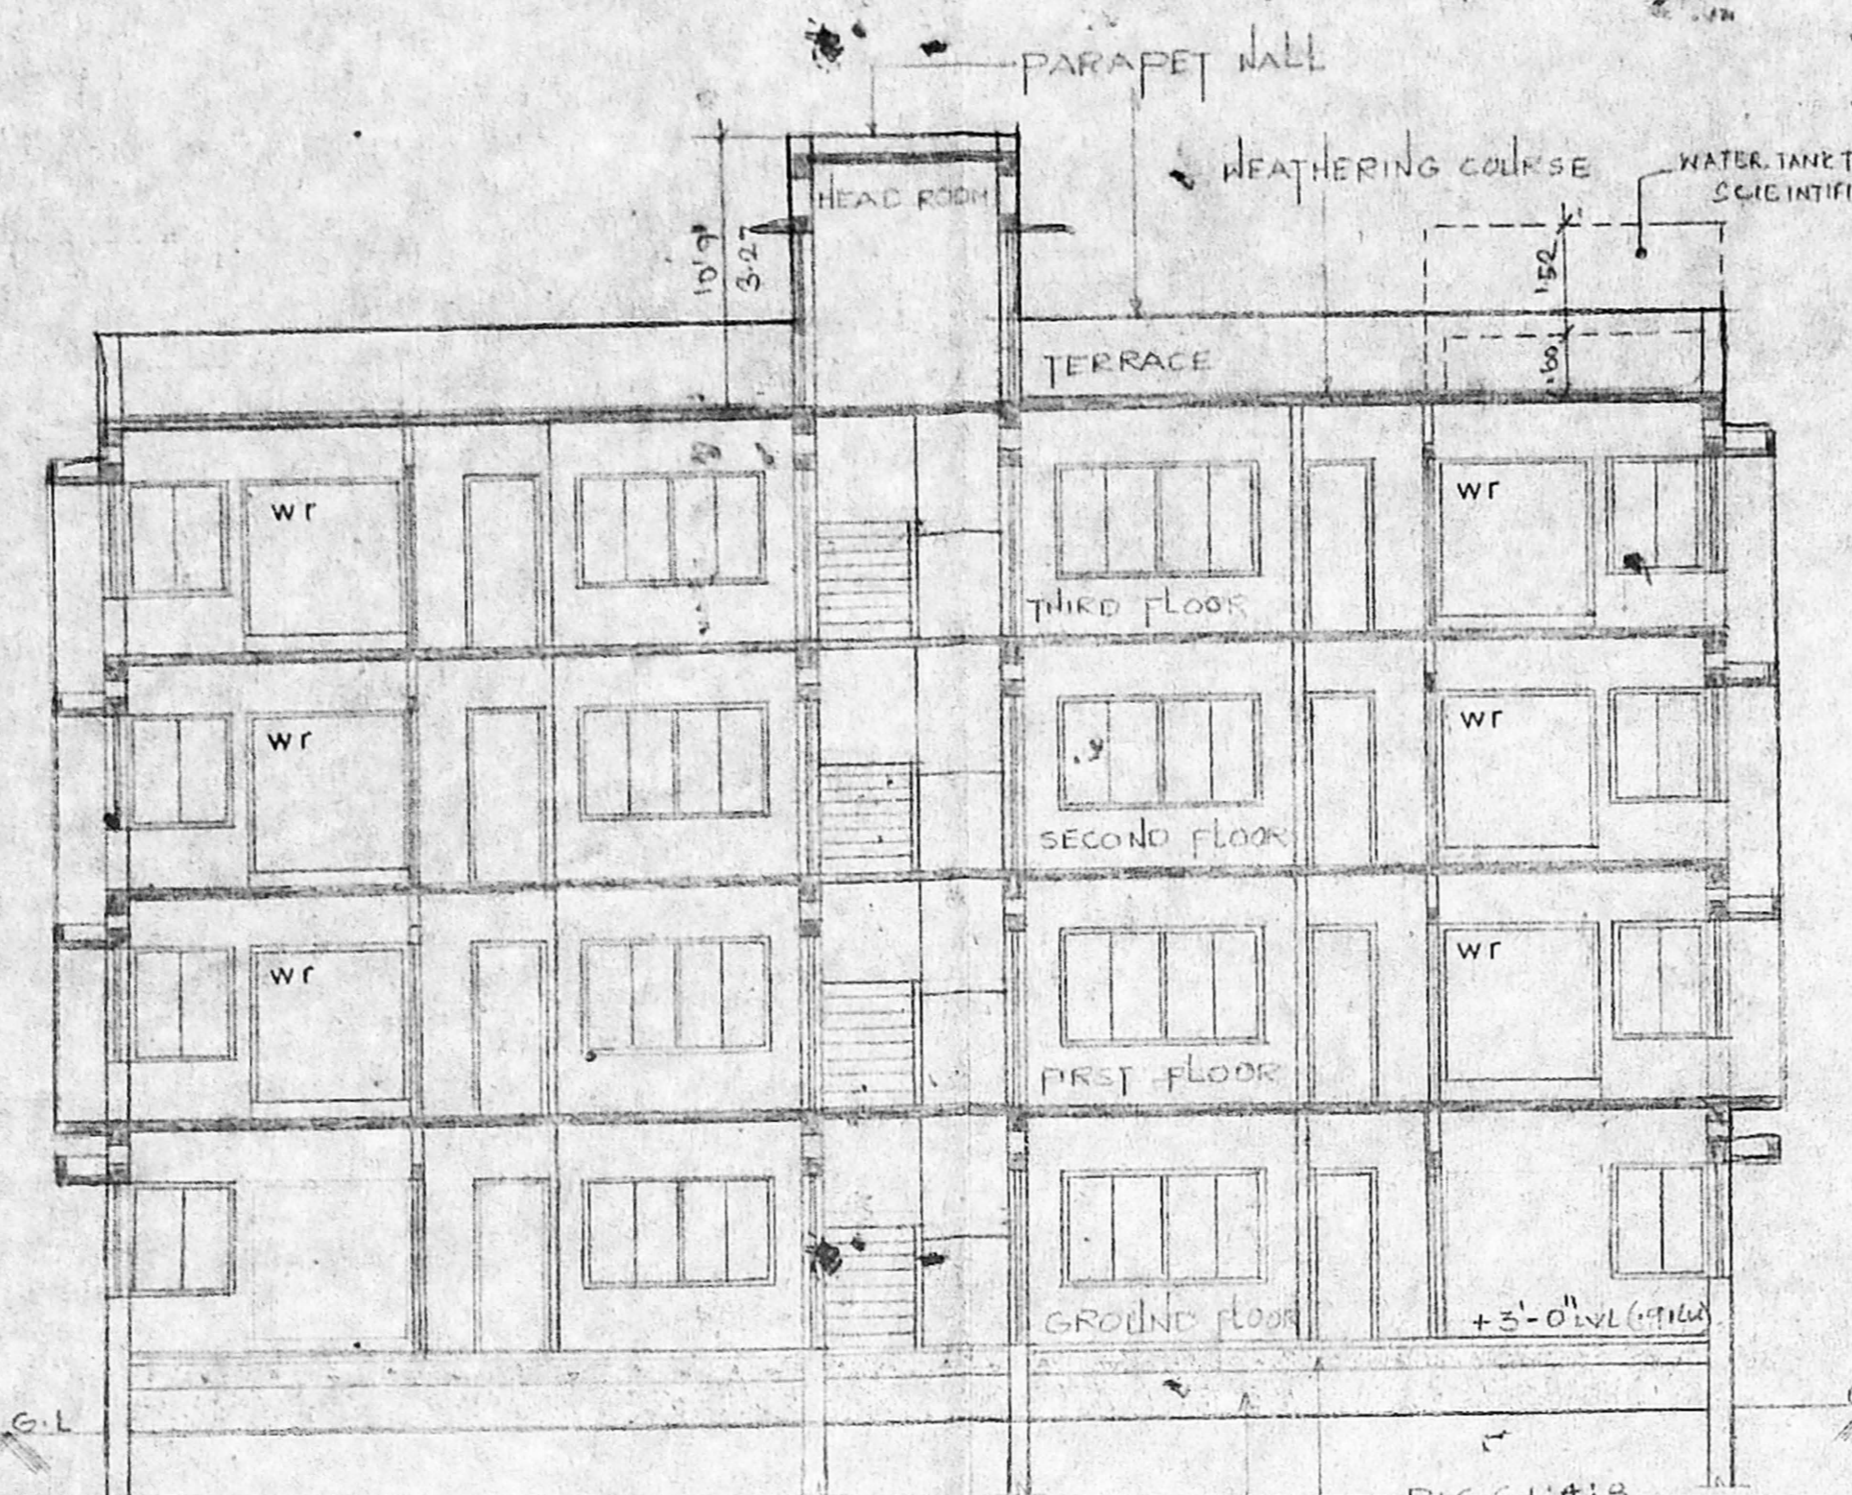 PARAPET WALL
WEATHERING COURSE
WATER TANK T
SCIEINTIFI
HEAD ROOM
10'9"
3.27
1.52
.60
TERRACE
wr
wr
THIRD FLOOR
wr
wr
SECOND FLOOR
wr
wr
FIRST FLOOR
GROUND FLOOR
+3'-0" LVL
G.L